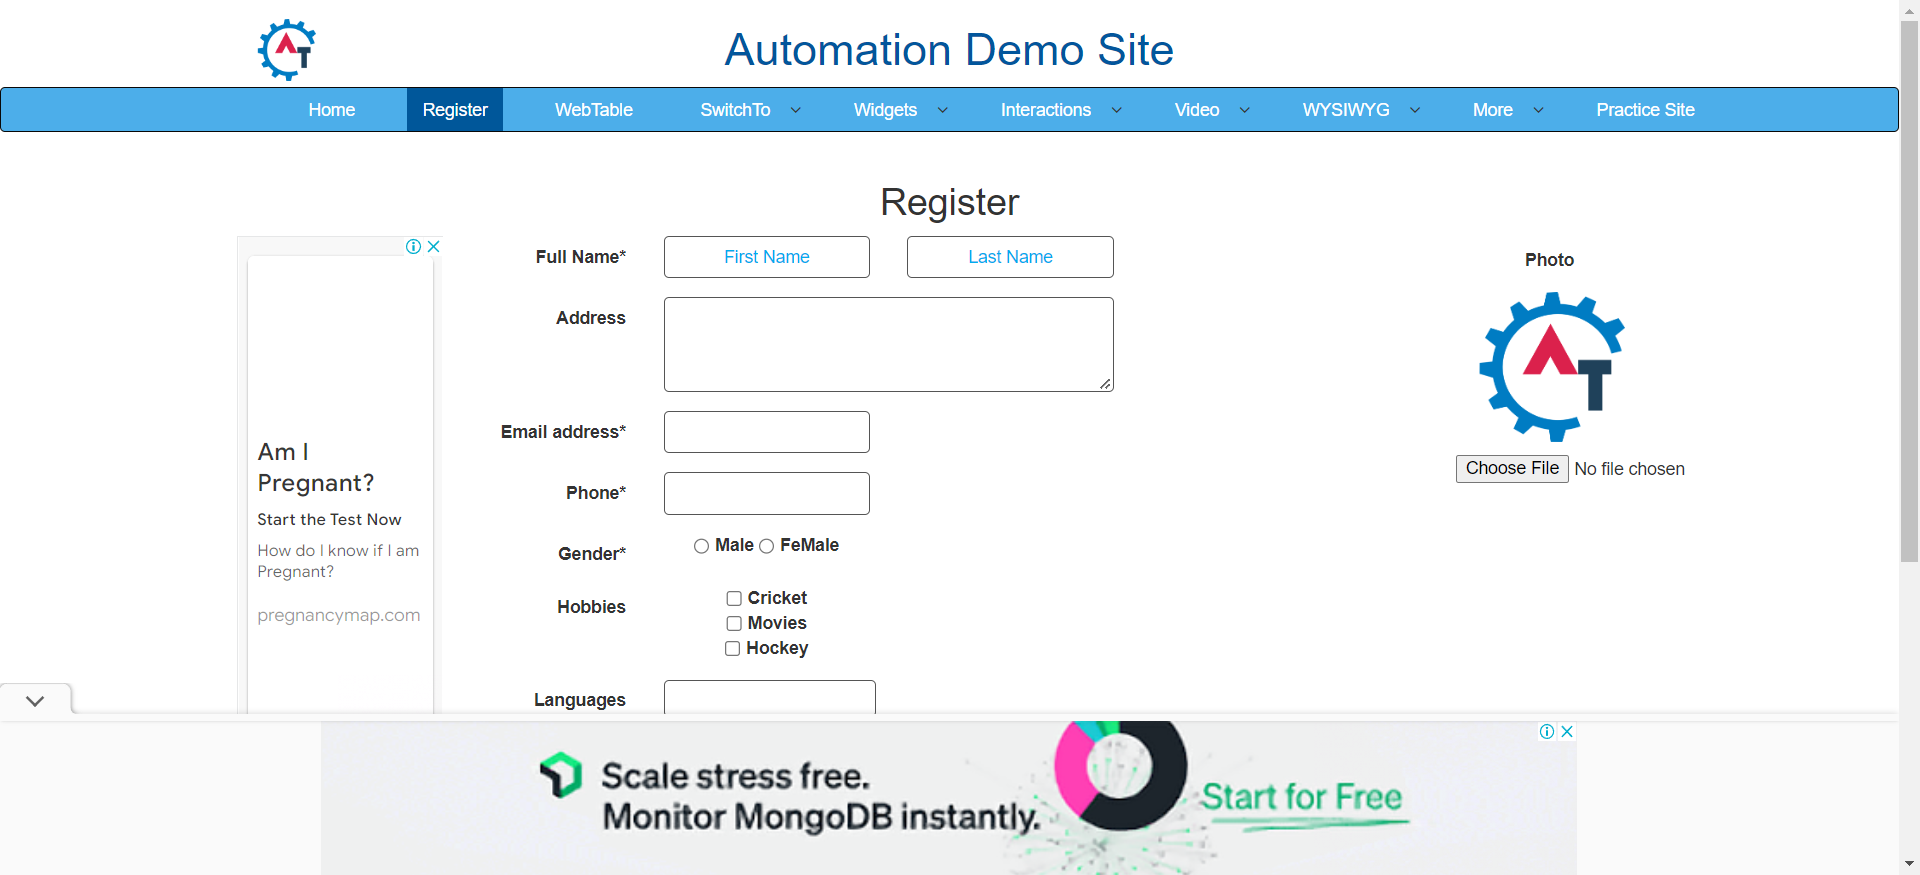 AT
Automation Demo Site
Home Register WebTable SwitchTo Widgets Interactions Video WYSIWYG More Practice Site
Register
Full Name* First Name Last Name
Photo
Address
AT
Email address*
Choose File No file chosen
Phone*
Gender* Male FeMale
Hobbies Cricket
Movies
Hockey
Languages
Am I
Pregnant?
Start the Test Now
How do I know if I am
Pregnant?
pregnancymap.com
Scale stress free.
Monitor MongoDB instantly.
Start for Free